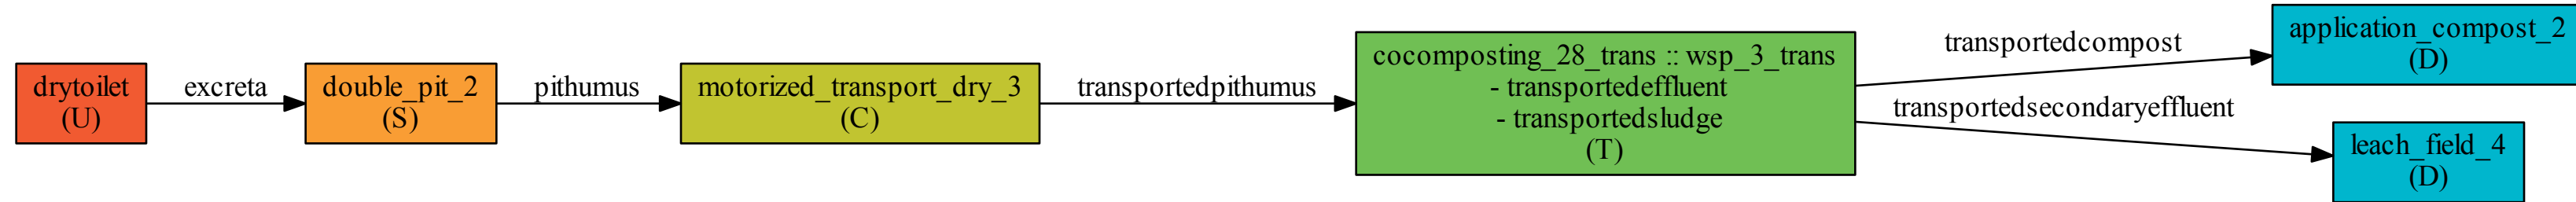 drytoilet
(U)
excreta
double_pit_2
(S)
pithumus
motorized_transport_dry_3
(C)
transportedpithumus
cocomposting_28_trans :: wsp_3_trans
- transportedeffluent
- transportedsludge
(T)
transportedcompost
application_compost_2
(D)
transportedsecondaryeffluent
leach_field_4
(D)